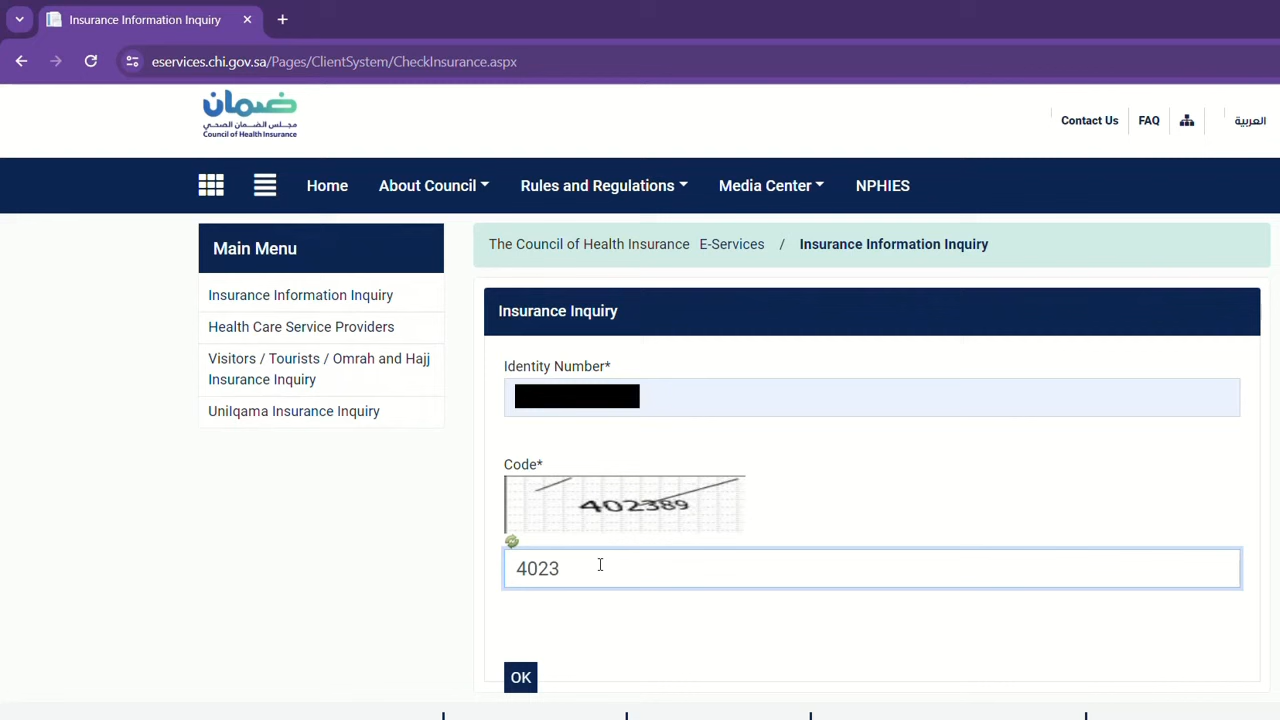 Insurance Information Inquiry
eservices.chi.gov.sa/Pages/ClientSystem/CheckInsurance.aspx
ضمان
مجلس الضمان الصحي
Council of Health Insurance
Contact Us
FAQ
العربية
Home
About Council
Rules and Regulations
Media Center
NPHIES
Main Menu
Insurance Information Inquiry
Health Care Service Providers
Visitors / Tourists / Omrah and Hajj
Insurance Inquiry
UniIqama Insurance Inquiry
The Council of Health Insurance E-Services / Insurance Information Inquiry
Insurance Inquiry
Identity Number*
Code*
402389
4023
OK